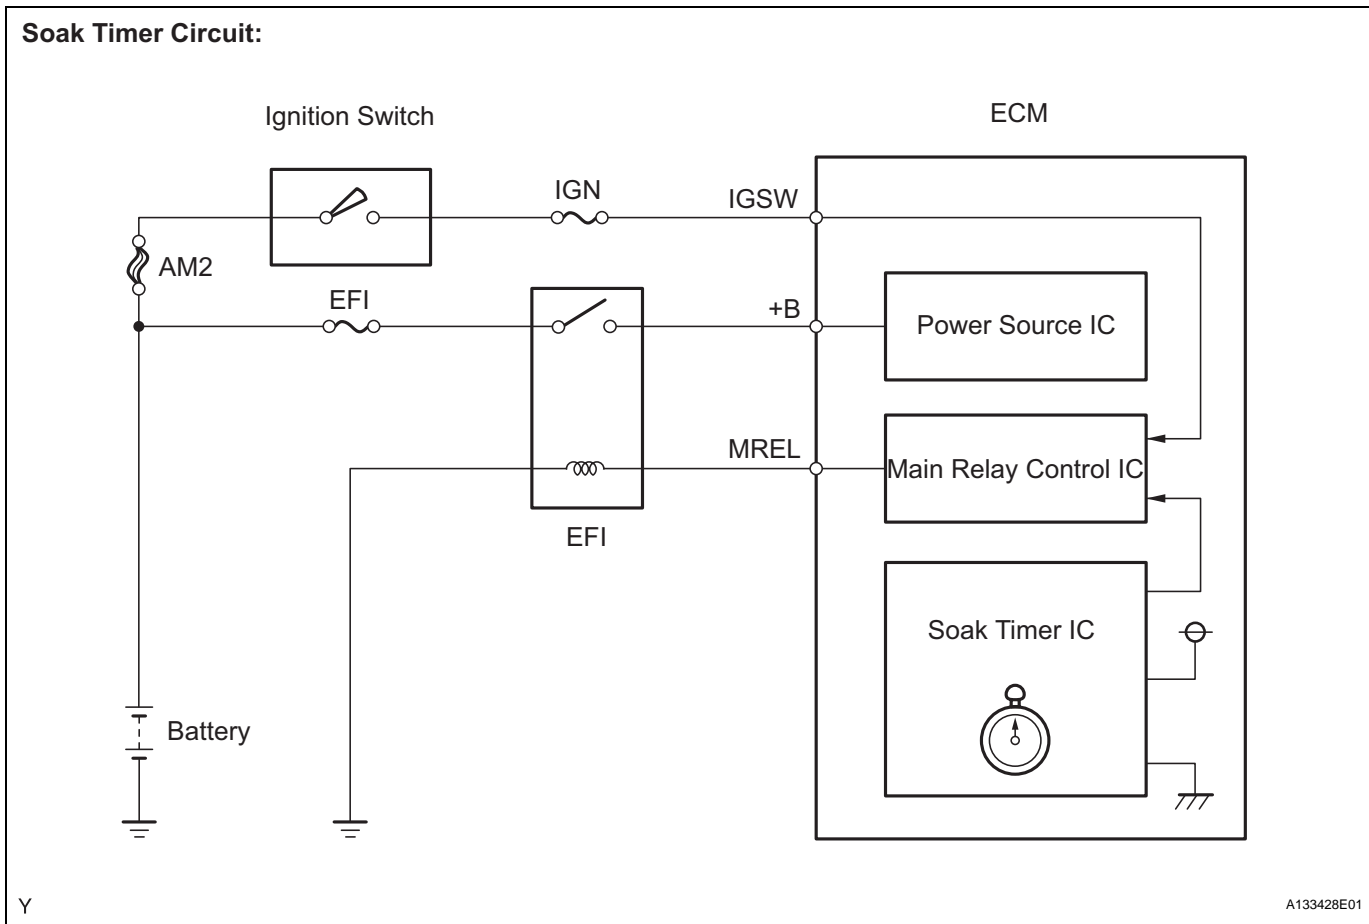 Soak Timer Circuit:
Ignition Switch
ECM
IGN
IGSW
AM2
EFI
+B
Power Source IC
MREL
Main Relay Control IC
EFI
Soak Timer IC
Battery
Y
A133428E01